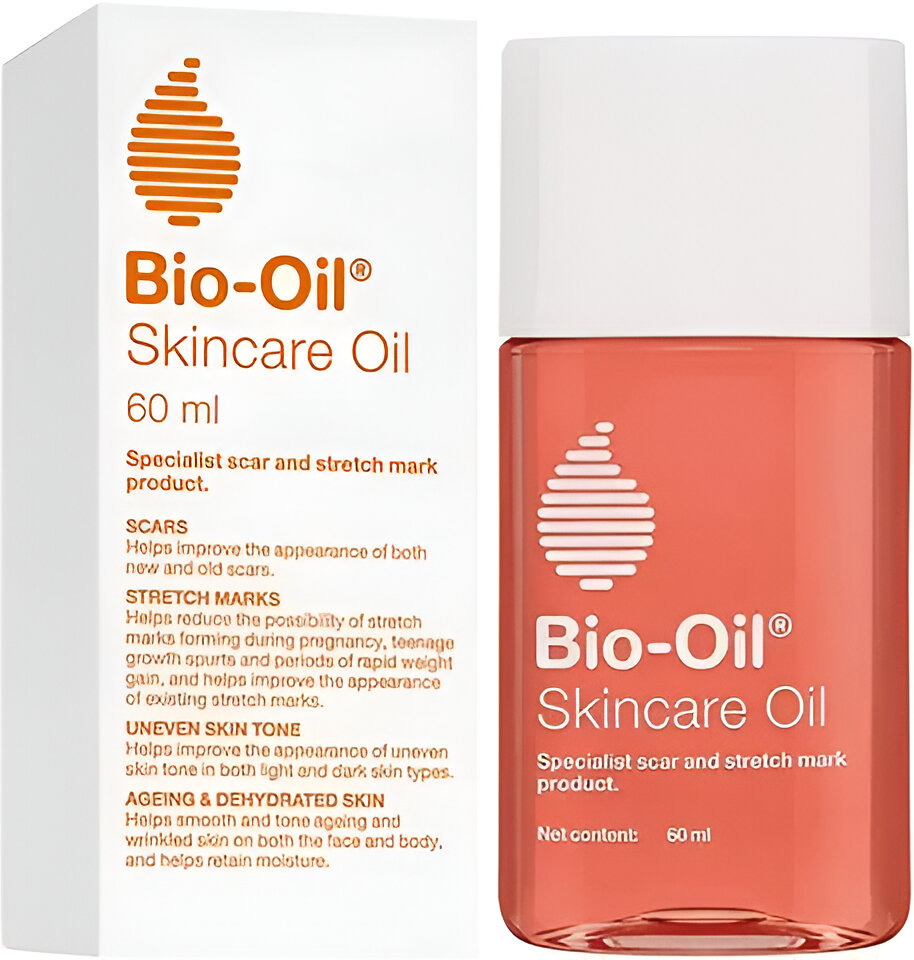 Bio-Oil®
Skincare Oil
60 ml
Specialist scar and stretch mark
product.
SCARS
Helps improve the appearance of both
new and old scars.
STRETCH MARKS
Helps reduce the possibility of stretch
marks forming during pregnancy, teenage
growth spurts and periods of rapid weight
gain, and helps improve the appearance
of existing stretch marks.
UNEVEN SKIN TONE
Helps improve the appearance of uneven
skin tone in both light and dark skin types.
AGEING & DEHYDRATED SKIN
Helps smooth and tone ageing and
wrinkled skin on both the face and body,
and helps retain moisture.
Bio-Oil®
Skincare Oil
Specialist scar and stretch mark
product.
Net content: 60 ml